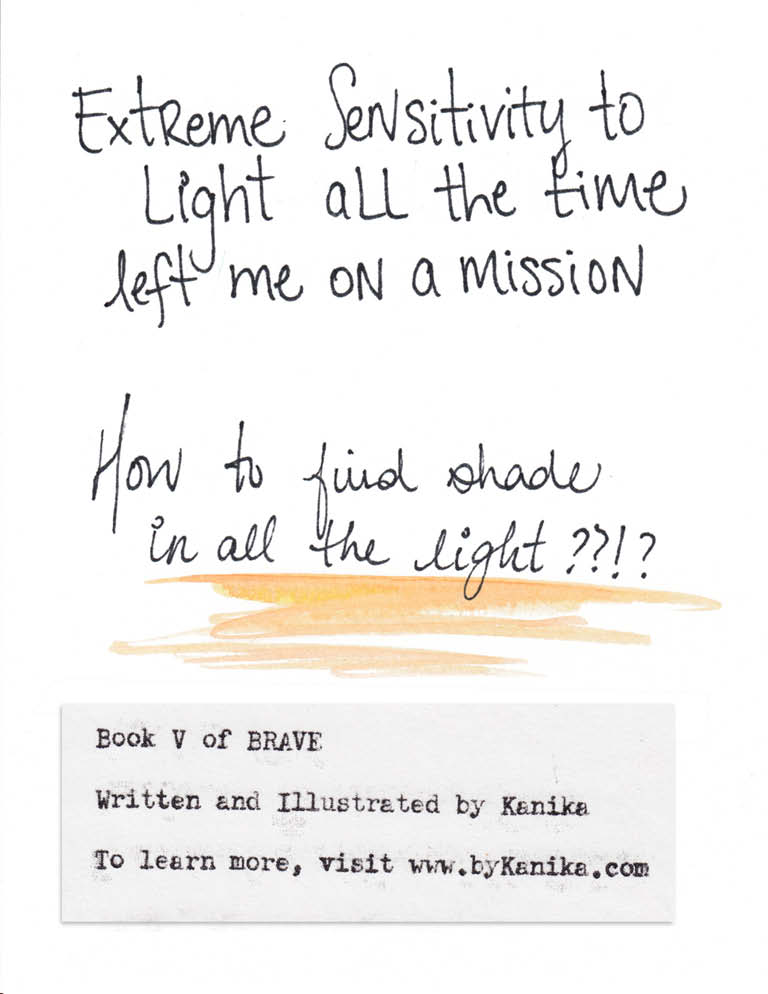 Extreme Sensitivity to
Light all the time
left me on a mission
How to find shade
in all the light ??!?
Book V of BRAVE
Written and Illustrated by Kanika
To learn more, visit www.byKanika.com